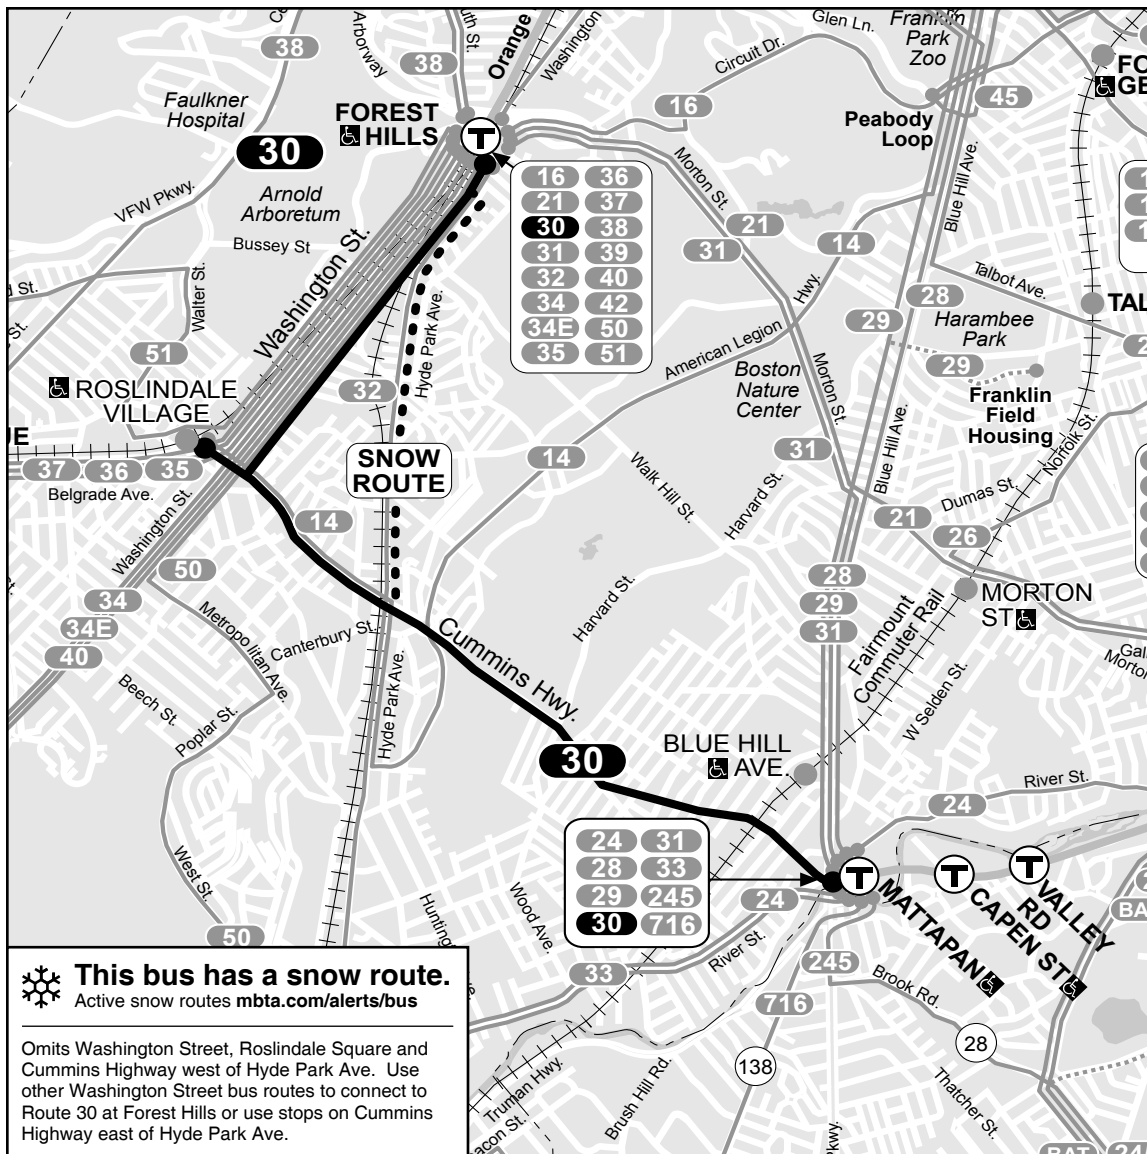 Glen Ln.
Franklin
Park
Zoo
Arborway
38
38
Orange
Washington
Circuit Dr.
16
45
Faulkner
Hospital
FOREST
HILLS
T
Peabody
Loop
30
Arnold
Arboretum
VFW Pkwy.
Bussey St
Washington St.
Walter St.
51
16 36
21 37
30 38
31 39
32 40
34 42
34E 50
35 51
Morton St.
21
31
14
Hwy.
American Legion
Blue Hill Ave.
Talbot Ave.
28
29
Harambee
Park
29
Franklin
Field
Housing
Boston
Nature
Center
Morton St.
31
Hyde Park Ave.
32
SNOW
ROUTE
ROSLINDALE
VILLAGE
37 36 35
Belgrade Ave.
Washington St.
14
14
Walk Hill St.
Harvard St.
Harvard St.
Blue Hill Ave.
Dumas St.
Norfolk St.
21
26
MORTON
ST
28
29
31
Fairmount
Commuter Rail
W Selden St.
50
34
34E
40
Metropolitan Ave.
Canterbury St.
Beech St.
Poplar St.
Hyde Park Ave.
Cummins Hwy.
30
BLUE HILL
AVE.
River St.
24
24 31
28 33
29 245
30 716
T
MATTAPAN
T
CAPEN ST
T
VALLEY
RD
West St.
50
Wood Ave.
24
River St.
33
245
716
Brook Rd.
28
138
Truman Hwy.
Brush Hill Rd.
Thatcher St.
This bus has a snow route.
Active snow routes mbta.com/alerts/bus
Omits Washington Street, Roslindale Square and
Cummins Highway west of Hyde Park Ave. Use
other Washington Street bus routes to connect to
Route 30 at Forest Hills or use stops on Cummins
Highway east of Hyde Park Ave.